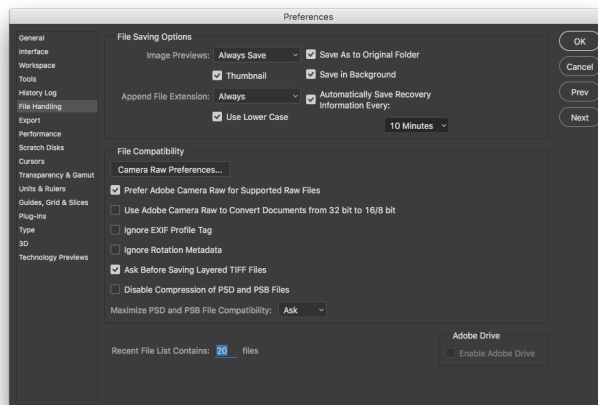 Preferences
General
Interface
Workspace
Tools
History Log
File Handling
Export
Performance
Scratch Disks
Cursors
Transparency & Gamut
Units & Rulers
Guides, Grid & Slices
Plug-Ins
Type
3D
Technology Previews
File Saving Options
Image Previews: Always Save
Thumbnail
Append File Extension: Always
Use Lower Case
Save As to Original Folder
Save in Background
Automatically Save Recovery
Information Every:
10 Minutes
File Compatibility
Camera Raw Preferences...
Prefer Adobe Camera Raw for Supported Raw Files
Use Adobe Camera Raw to Convert Documents from 32 bit to 16/8 bit
Ignore EXIF Profile Tag
Ignore Rotation Metadata
Ask Before Saving Layered TIFF Files
Disable Compression of PSD and PSB Files
Maximize PSD and PSB File Compatibility: Ask
Recent File List Contains: 20 files
Adobe Drive
Enable Adobe Drive
OK
Cancel
Prev
Next